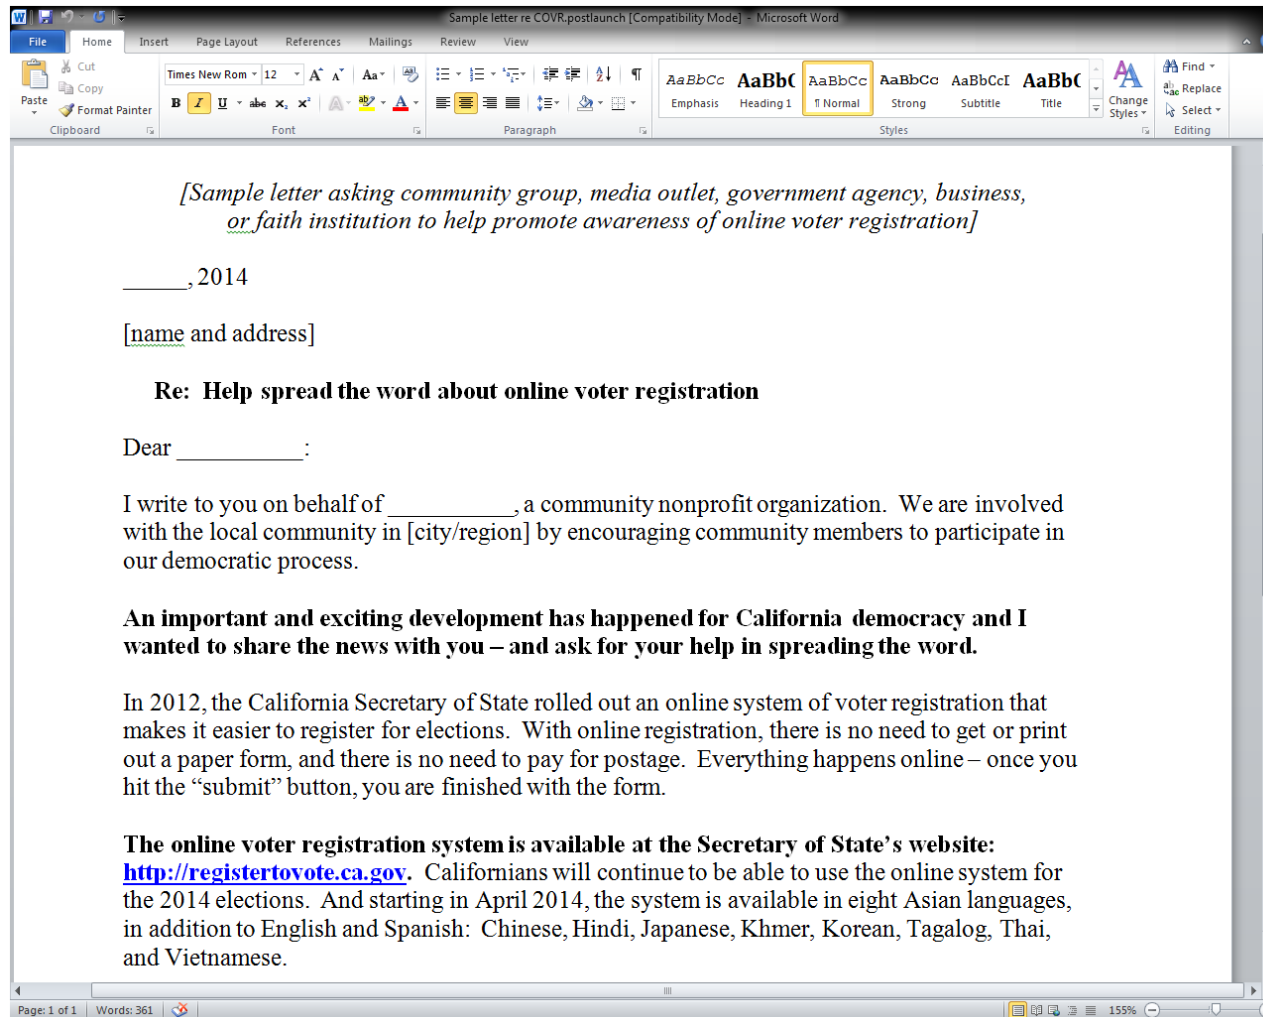 Sample letter re COVR.postlaunch [Compatibility Mode] - Microsoft Word
File Home Insert Page Layout References Mailings Review View
Paste
Cut
Copy
Format Painter
Clipboard
Times New Rom 12
Font
Paragraph
AaBbCc AaBb( AaBbCc AaBbCc AaBbCcI AaBb(
Emphasis Heading 1 ¶ Normal Strong Subtitle Title
Change Styles
Styles
Find
Replace
Select
Editing
[Sample letter asking community group, media outlet, government agency, business,
or faith institution to help promote awareness of online voter registration]
_____, 2014
[name and address]
Re: Help spread the word about online voter registration
Dear __________:
I write to you on behalf of __________, a community nonprofit organization. We are involved
with the local community in [city/region] by encouraging community members to participate in
our democratic process.
An important and exciting development has happened for California democracy and I
wanted to share the news with you – and ask for your help in spreading the word.
In 2012, the California Secretary of State rolled out an online system of voter registration that
makes it easier to register for elections. With online registration, there is no need to get or print
out a paper form, and there is no need to pay for postage. Everything happens online – once you
hit the “submit” button, you are finished with the form.
The online voter registration system is available at the Secretary of State’s website:
http://registertovote.ca.gov. Californians will continue to be able to use the online system for
the 2014 elections. And starting in April 2014, the system is available in eight Asian languages,
in addition to English and Spanish: Chinese, Hindi, Japanese, Khmer, Korean, Tagalog, Thai,
and Vietnamese.
Page: 1 of 1 Words: 361 155%